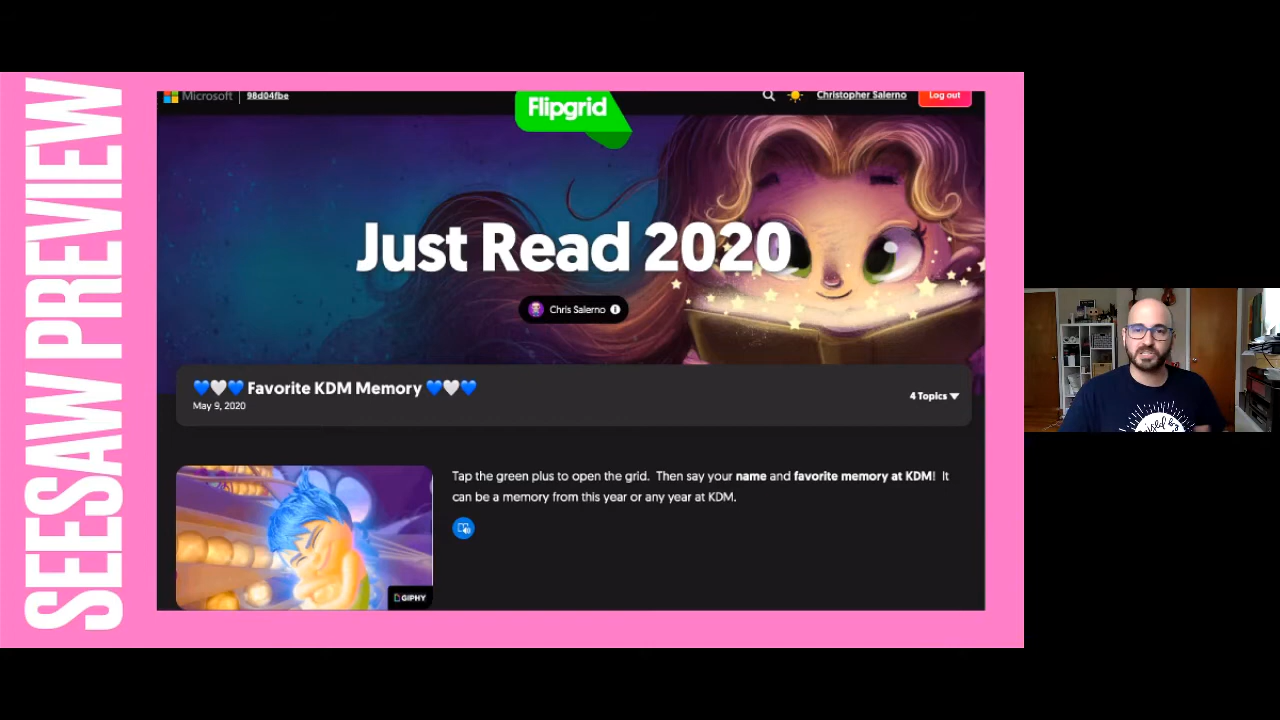 SEESAW PREVIEW
Microsoft
98d04fbe
Flipgrid
Christopher Salerno
Log out
Just Read 2020
Chris Salerno
💙🤍💙 Favorite KDM Memory 💙🤍💙
May 9, 2020
4 Topics
Tap the green plus to open the grid. Then say your name and favorite memory at KDM! It
can be a memory from this year or any year at KDM.
GIPHY